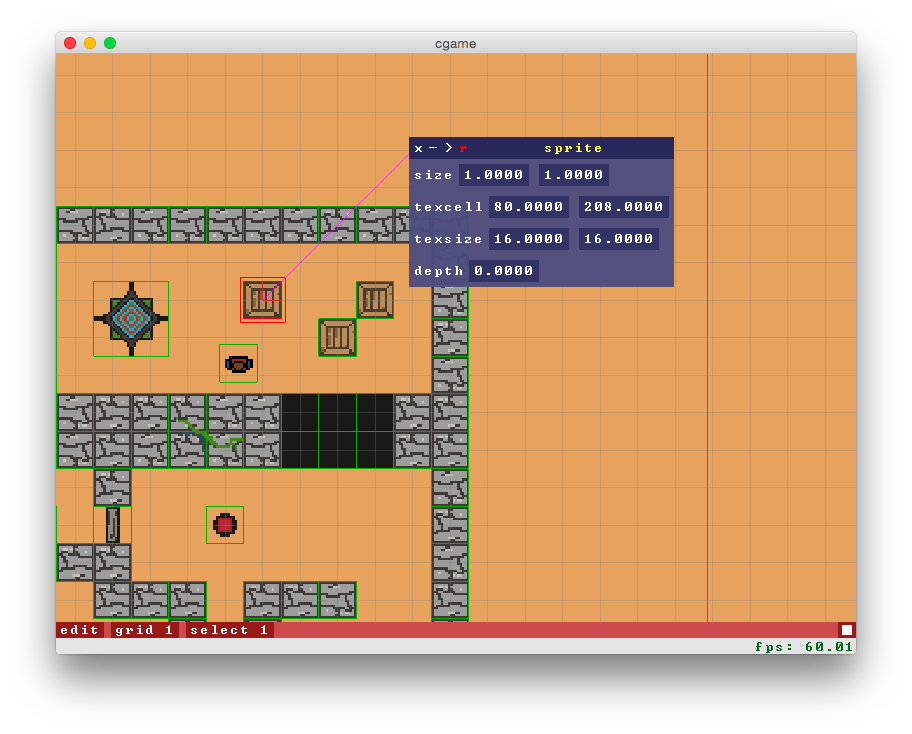 cgame
x - > r sprite
size 1.0000 1.0000
texcell 80.0000 208.0000
texsize 16.0000 16.0000
depth 0.0000
edit grid 1 select 1
fps: 60.01